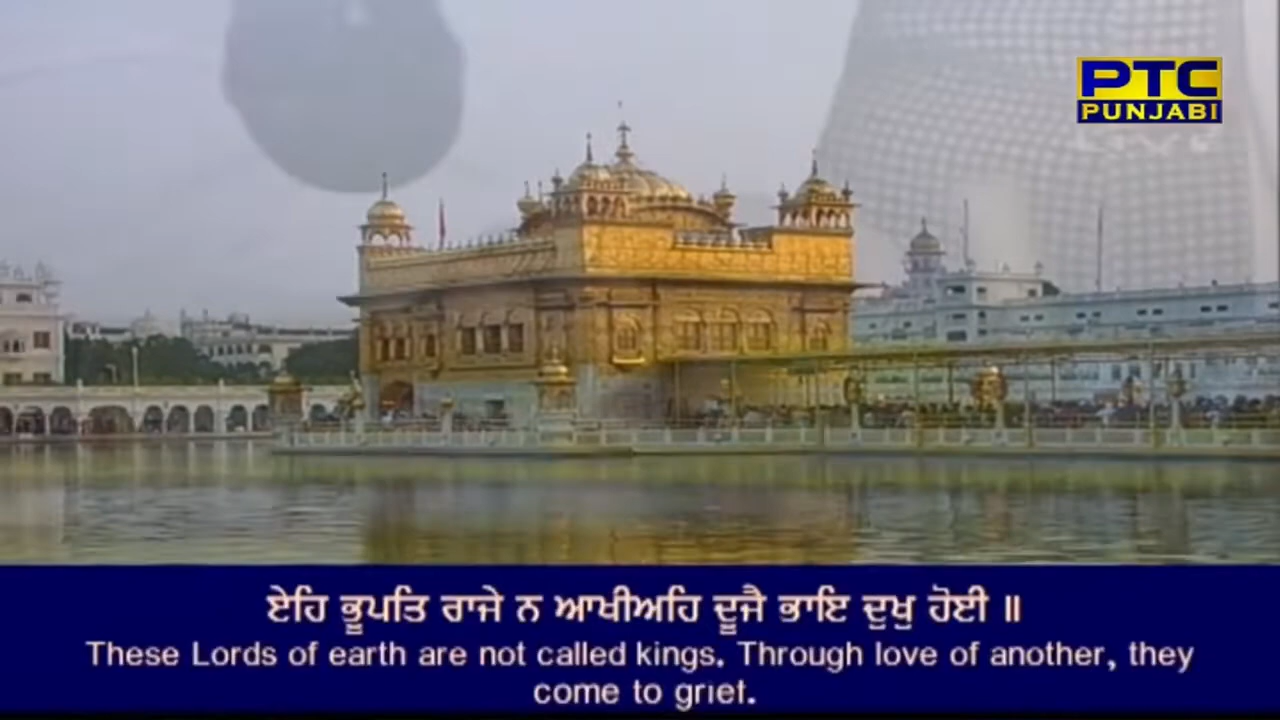 PTC
PUNJABI
ਏਹਿ ਭੂਪਤਿ ਰਾਜੇ ਨ ਆਖੀਅਹਿ ਦੂਜੈ ਭਾਇ ਦੁਖੁ ਹੋਈ ॥
These Lords of earth are not called kings. Through love of another, they
come to grief.